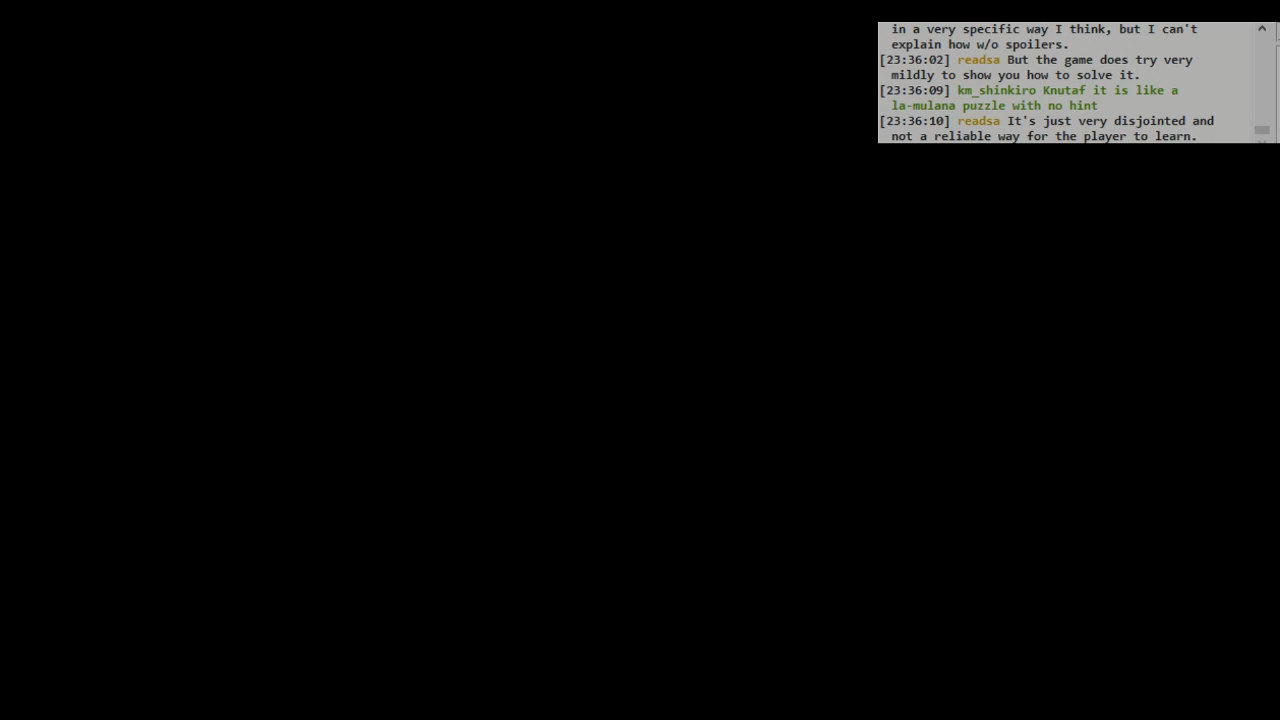 in a very specific way I think, but I can't
explain how w/o spoilers.
[23:36:02] readsa But the game does try very
mildly to show you how to solve it.
[23:36:09] km_shinkiro Knutaf it is like a
la-mulana puzzle with no hint
[23:36:10] readsa It's just very disjointed and
not a reliable way for the player to learn.